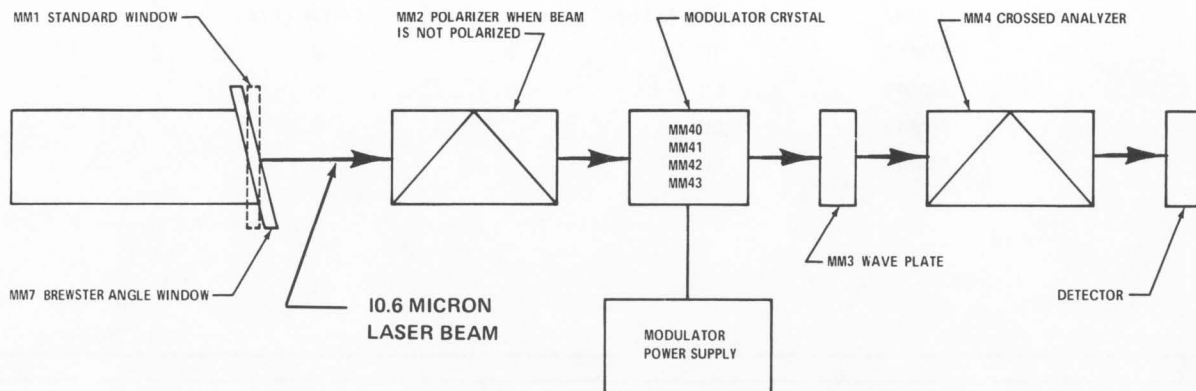 MM1 STANDARD WINDOW
MM2 POLARIZER WHEN BEAM
IS NOT POLARIZED
MODULATOR CRYSTAL
MM4 CROSSED ANALYZER
MM40
MM41
MM42
MM43
MM3 WAVE PLATE
MM7 BREWSTER ANGLE WINDOW
10.6 MICRON
LASER BEAM
DETECTOR
MODULATOR
POWER SUPPLY